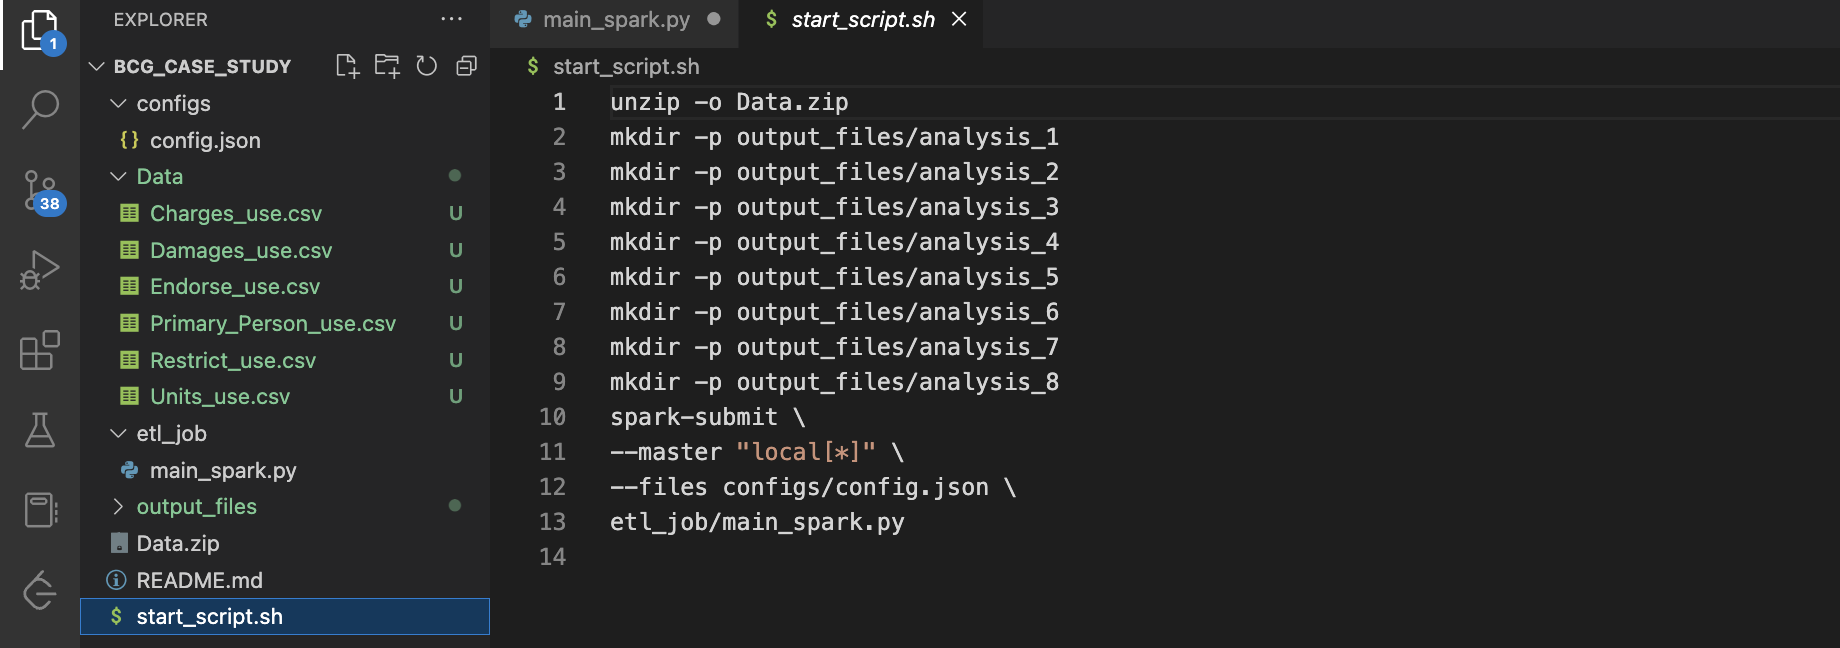 EXPLORER ...
BCG_CASE_STUDY
configs
{} config.json
Data
Charges_use.csv U
Damages_use.csv U
Endorse_use.csv U
Primary_Person_use.csv U
Restrict_use.csv U
Units_use.csv U
etl_job
main_spark.py
output_files
Data.zip
README.md
$ start_script.sh
1
38
main_spark.py
$ start_script.sh
$ start_script.sh
1 unzip -o Data.zip
2 mkdir -p output_files/analysis_1
3 mkdir -p output_files/analysis_2
4 mkdir -p output_files/analysis_3
5 mkdir -p output_files/analysis_4
6 mkdir -p output_files/analysis_5
7 mkdir -p output_files/analysis_6
8 mkdir -p output_files/analysis_7
9 mkdir -p output_files/analysis_8
10 spark-submit \
11 --master "local[*]" \
12 --files configs/config.json \
13 etl_job/main_spark.py
14